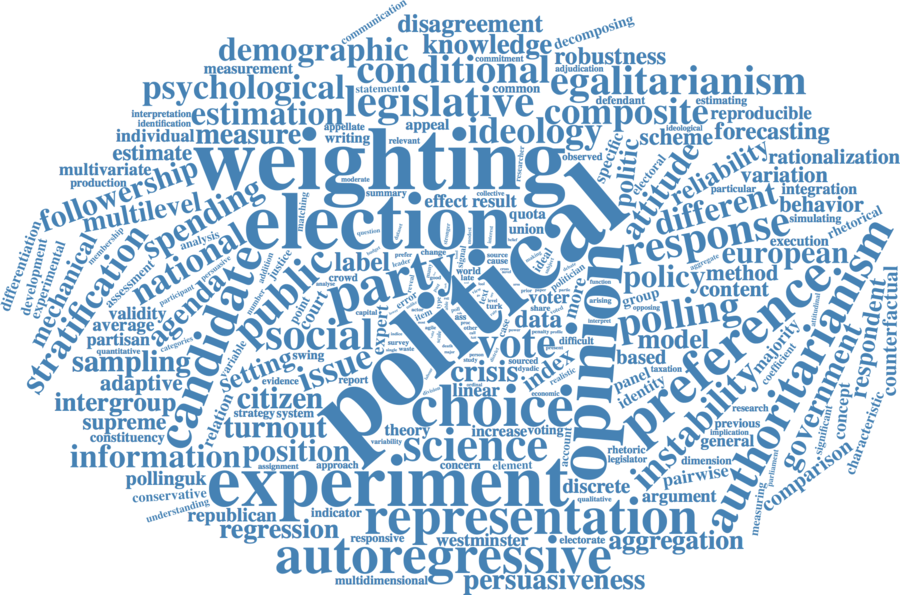 communication
disagreement
decomposing
demographic
knowledge
commitment
robustness
measurement
conditional
adjudication
egalitarianism
psychological
statement
common
legislative
defendant
estimating
interpretation
identification
estimation
composite
reproducible
appellate
appeal
ideology
ideological
forecasting
individual
measure
writing
relevant
scheme
specific
estimate
weighting
researcher
observed
politic
electoral
attitude
reliability
rationalization
multivariate
moderate
variation
production
followership
summary
collective
particular
integration
matching
effect
result
quota
different
behavior
simulating
multilevel
spending
election
union
rhetorical
differentiation
development
experimental
mechanical
membership
stratification
analysis
assessment
national
participant
persuasive
addition
justice
question
change
source
cause
ideal
response
execution
european
aggregate
label
party
political
world
late
politician
function
policy
method
content
group
opposing
arising
agenda
candidate
number
public
court
point
analyse
capital
error
item
voter
share
more
interpret
validity
average
partisan
quantitative
categories
variable
social
expert
data
vote
case
difficult
polling
model
attitudinal
sampling
setting
swing
issue
survey
study
sourced
dyadic
realistic
based
opinion
preference
majority
coefficient
authoritarianism
government
respondent
counterfactual
adaptive
evidence
report
crisis
index
panel
taxation
identity
intergroup
relation
citizen
linear
economic
choice
instability
research
supreme
strategy
system
previous
implication
constituency
turnout
theory
increase
voting
account
rhetoric
legislator
general
significant
concept
characteristic
information
position
variability
science
dimension
parliament
comparison
assignment
approach
concern
element
pairwise
pollinguk
experiment
discrete
qualitative
argument
measuring
conservative
understanding
republican
indicator
representation
regression
responsive
westminster
electorate
aggregation
autoregressive
multidimensional
persuasiveness